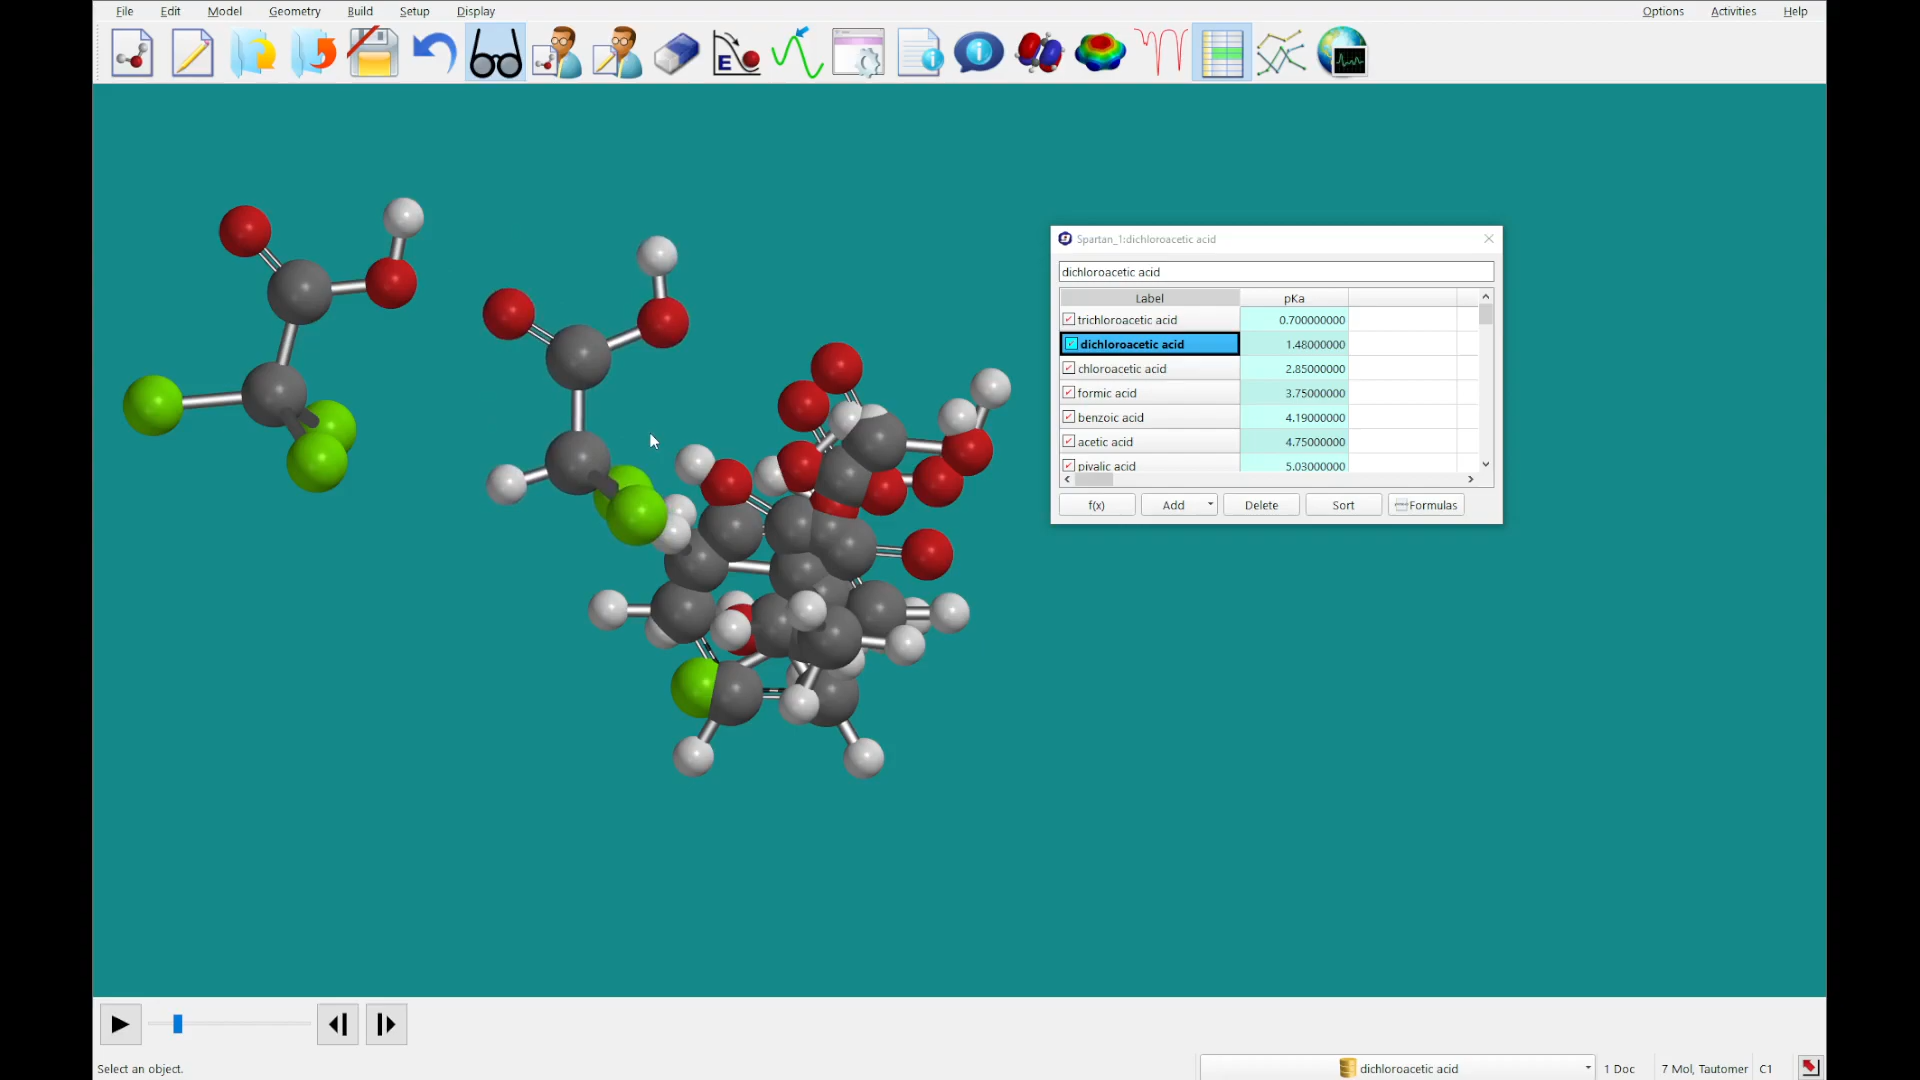 File Edit Model Geometry Build Setup Display Options Activities Help
E
Spartan_1:dichloroacetic acid
dichloroacetic acid
Label pKa
trichloroacetic acid 0.700000000
dichloroacetic acid 1.48000000
chloroacetic acid 2.85000000
formic acid 3.75000000
benzoic acid 4.19000000
acetic acid 4.75000000
pivalic acid 5.03000000
f(x) Add Delete Sort Formulas
Select an object. dichloroacetic acid 1 Doc 7 Mol, Tautomer C1